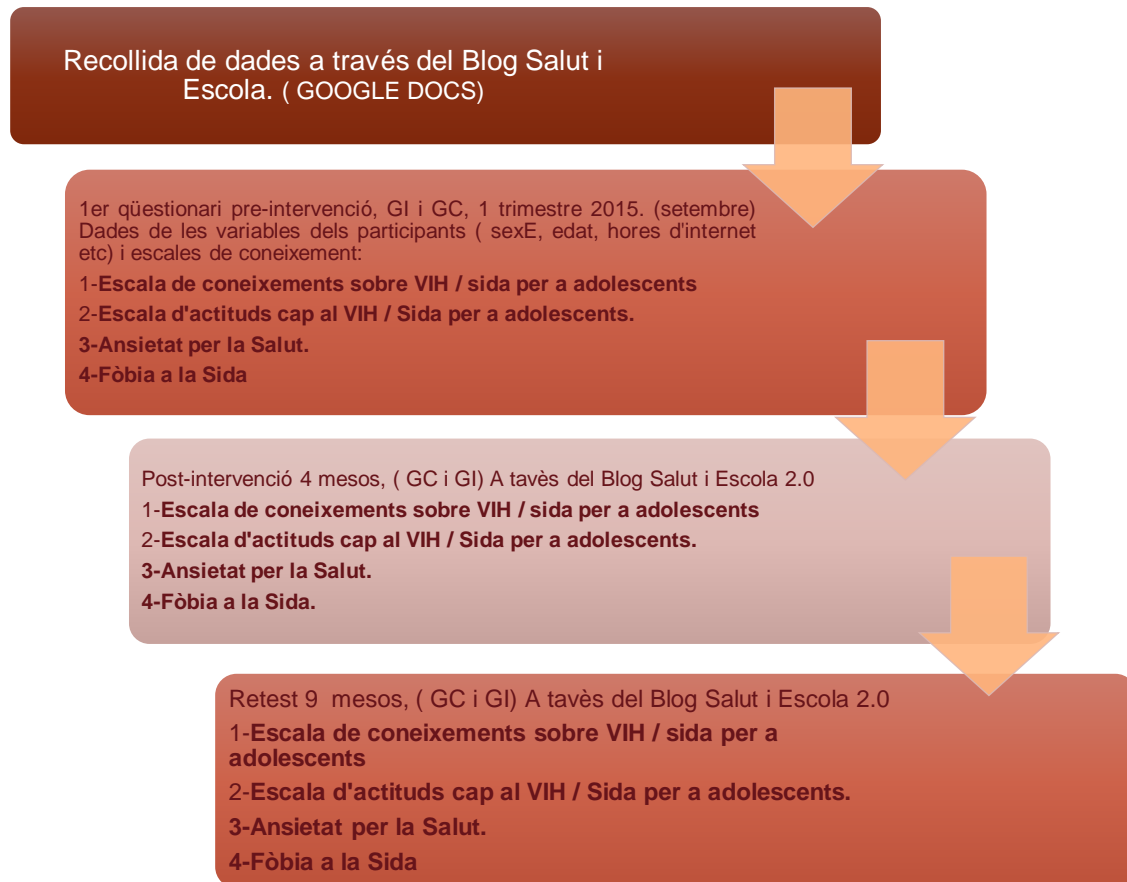 Recollida de dades a través del Blog Salut i
Escola. ( GOOGLE DOCS)
1er qüestionari pre-intervenció, GI i GC, 1 trimestre 2015. (setembre)
Dades de les variables dels participants ( sexE, edat, hores d'internet
etc) i escales de coneixement:
1-Escala de coneixements sobre VIH / sida per a adolescents
2-Escala d'actituds cap al VIH / Sida per a adolescents.
3-Ansietat per la Salut.
4-Fòbia a la Sida
Post-intervenció 4 mesos, ( GC i GI) A tavès del Blog Salut i Escola 2.0
1-Escala de coneixements sobre VIH / sida per a adolescents
2-Escala d'actituds cap al VIH / Sida per a adolescents.
3-Ansietat per la Salut.
4-Fòbia a la Sida.
Retest 9 mesos, ( GC i GI) A tavès del Blog Salut i Escola 2.0
1-Escala de coneixements sobre VIH / sida per a
adolescents
2-Escala d'actituds cap al VIH / Sida per a adolescents.
3-Ansietat per la Salut.
4-Fòbia a la Sida